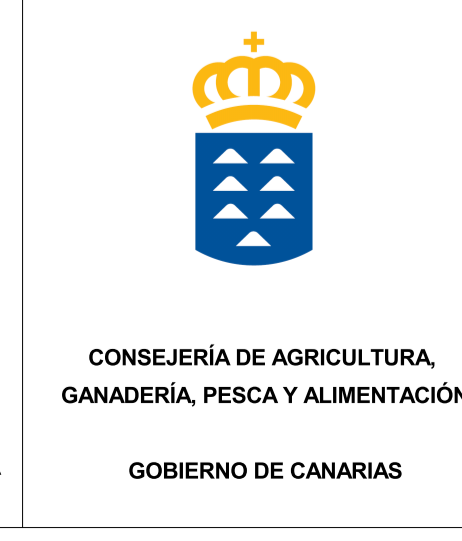 CONSEJERÍA DE AGRICULTURA,
GANADERÍA, PESCA Y ALIMENTACIÓN
GOBIERNO DE CANARIAS